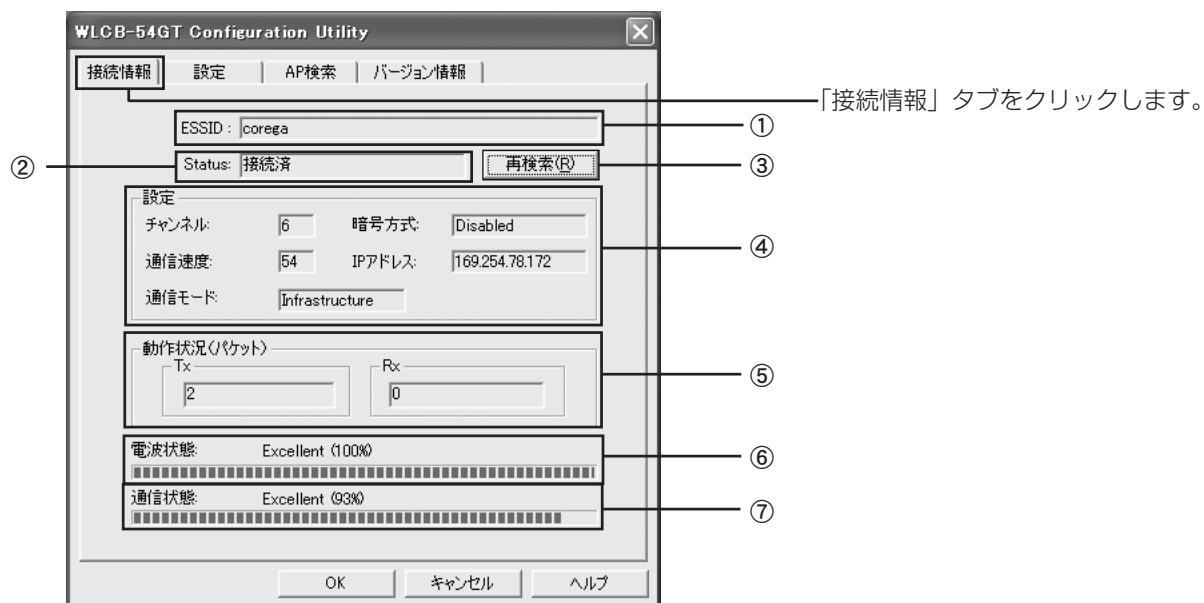 WLCB-54GT Configuration Utility
接続情報 設定 AP検索 バージョン情報
「接続情報」タブをクリックします。
ESSID : corega ①
② Status: 接続済 再検索(R) ③
設定
チャンネル: 6 暗号方式: Disabled
④
通信速度: 54 IPアドレス: 169.254.78.172
通信モード: Infrastructure
動作状況(パケット)
Tx Rx
2 0 ⑤
電波状態: Excellent (100%) ⑥
通信状態: Excellent (93%) ⑦
OK キャンセル ヘルプ